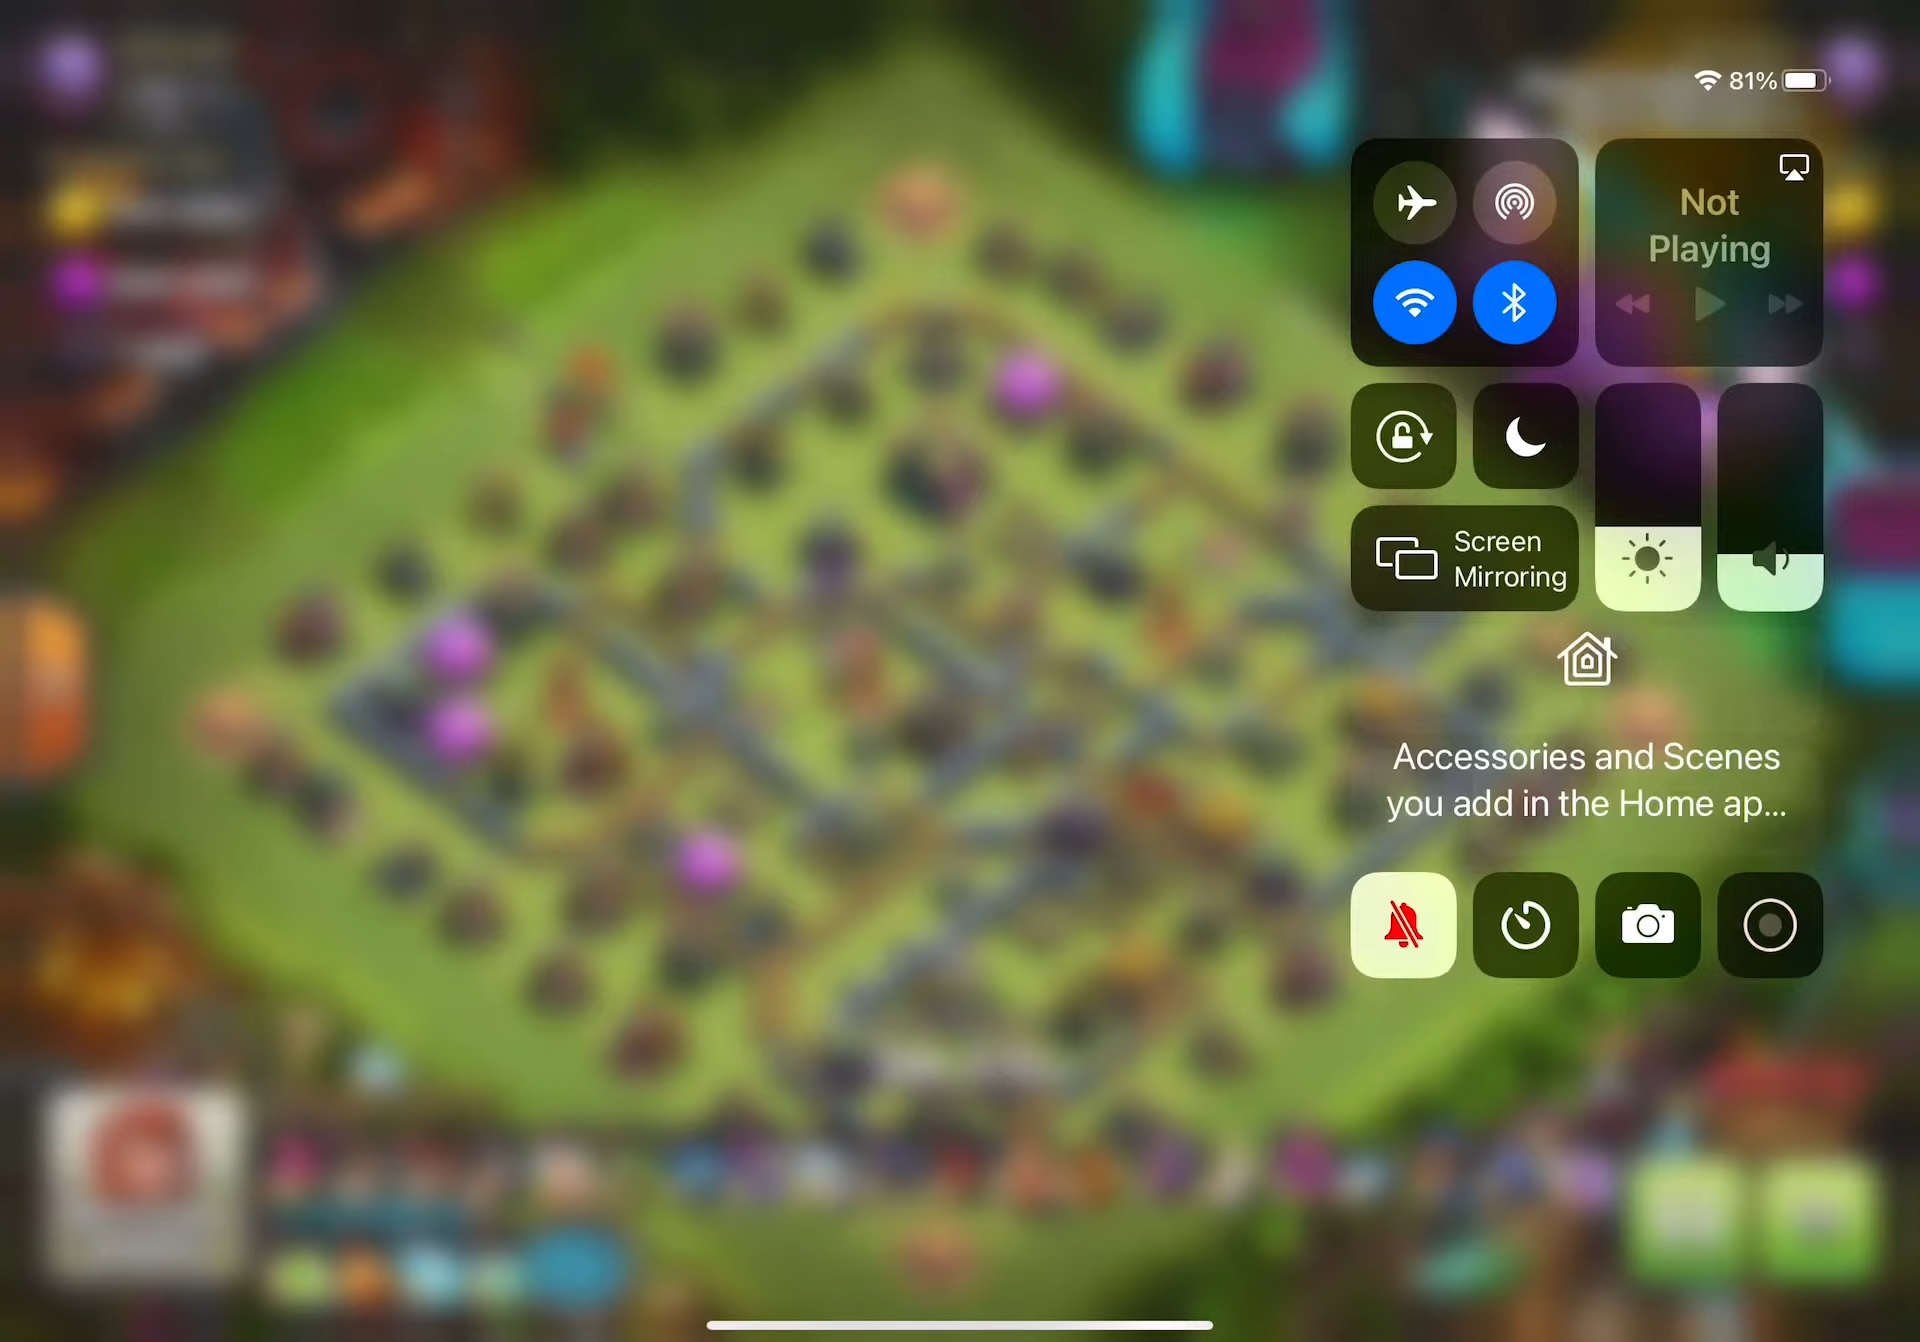 81%
Not
Playing
Screen
Mirroring
Accessories and Scenes
you add in the Home ap...